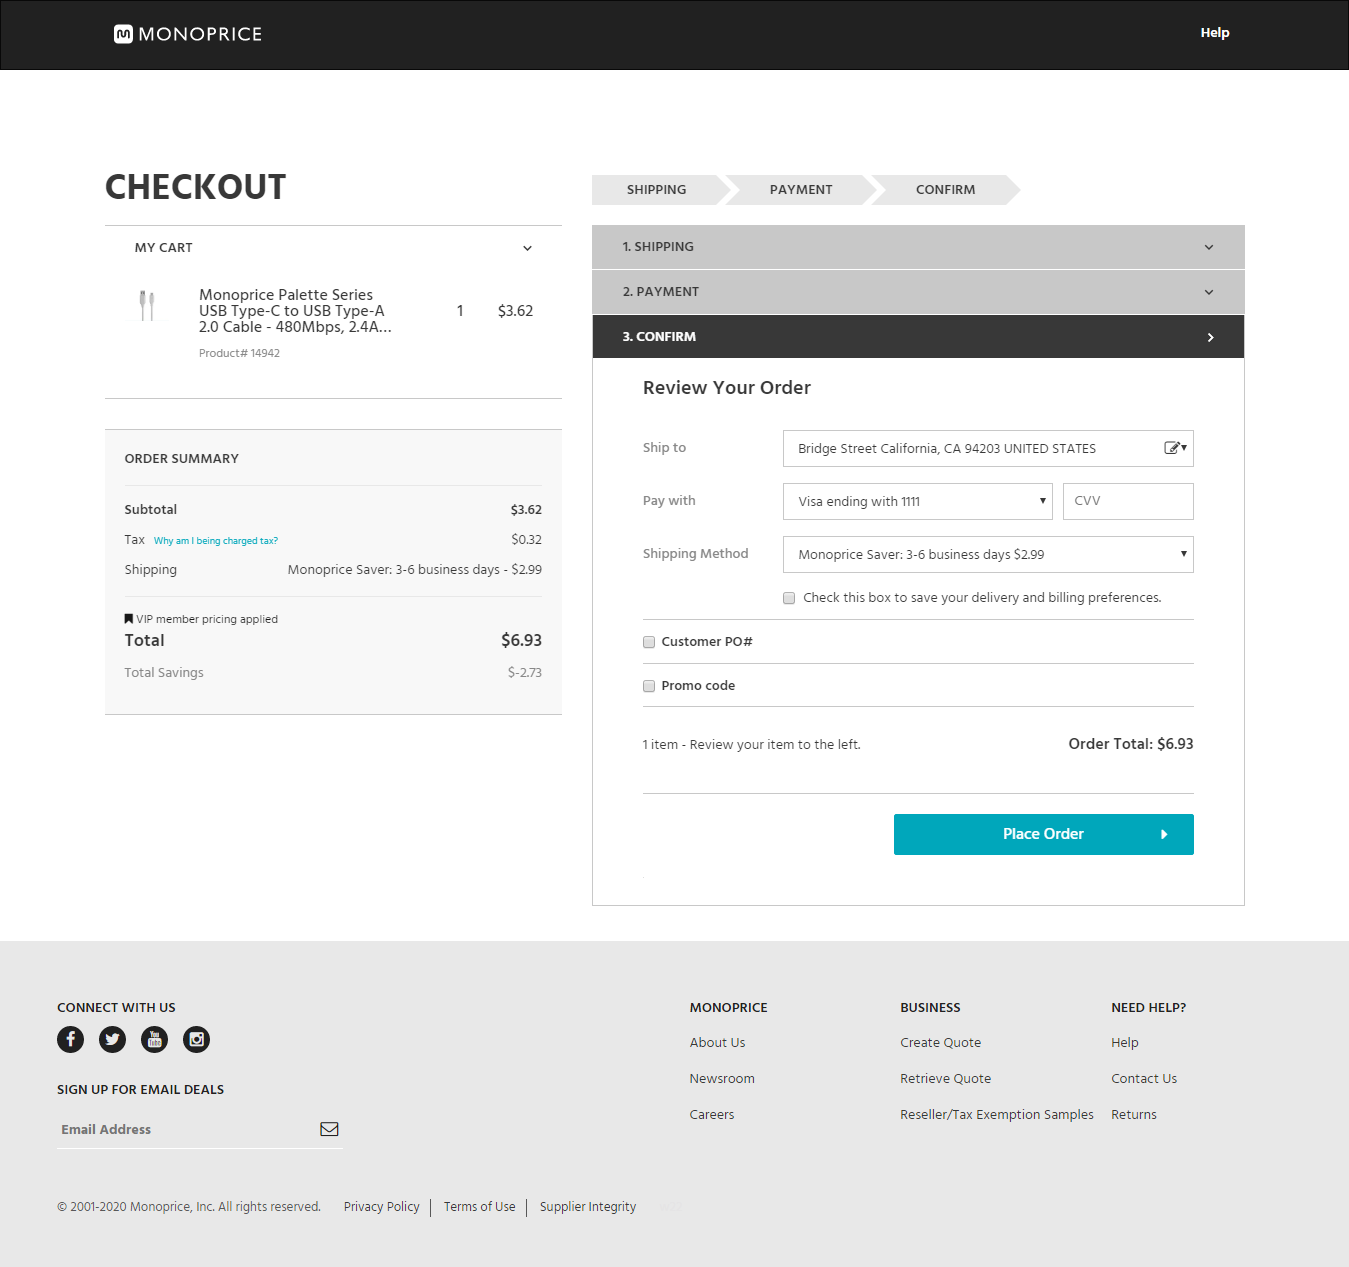 MONOPRICE
Help
CHECKOUT
MY CART
Monoprice Palette Series
USB Type-C to USB Type-A
2.0 Cable - 480Mbps, 2.4A...
1
$3.62
Product# 14942
ORDER SUMMARY
Subtotal $3.62
Tax Why am I being charged tax? $0.32
Shipping Monoprice Saver: 3-6 business days - $2.99
VIP member pricing applied
Total $6.93
Total Savings $-2.73
SHIPPING PAYMENT CONFIRM
1. SHIPPING
2. PAYMENT
3. CONFIRM
Review Your Order
Ship to Bridge Street California, CA 94203 UNITED STATES
Pay with Visa ending with 1111 CVV
Shipping Method Monoprice Saver: 3-6 business days $2.99
Check this box to save your delivery and billing preferences.
Customer PO#
Promo code
1 item - Review your item to the left. Order Total: $6.93
Place Order
CONNECT WITH US
You
Tube
SIGN UP FOR EMAIL DEALS
Email Address
MONOPRICE
About Us
Newsroom
Careers
BUSINESS
Create Quote
Retrieve Quote
Reseller/Tax Exemption Samples
NEED HELP?
Help
Contact Us
Returns
© 2001-2020 Monoprice, Inc. All rights reserved. Privacy Policy Terms of Use Supplier Integrity